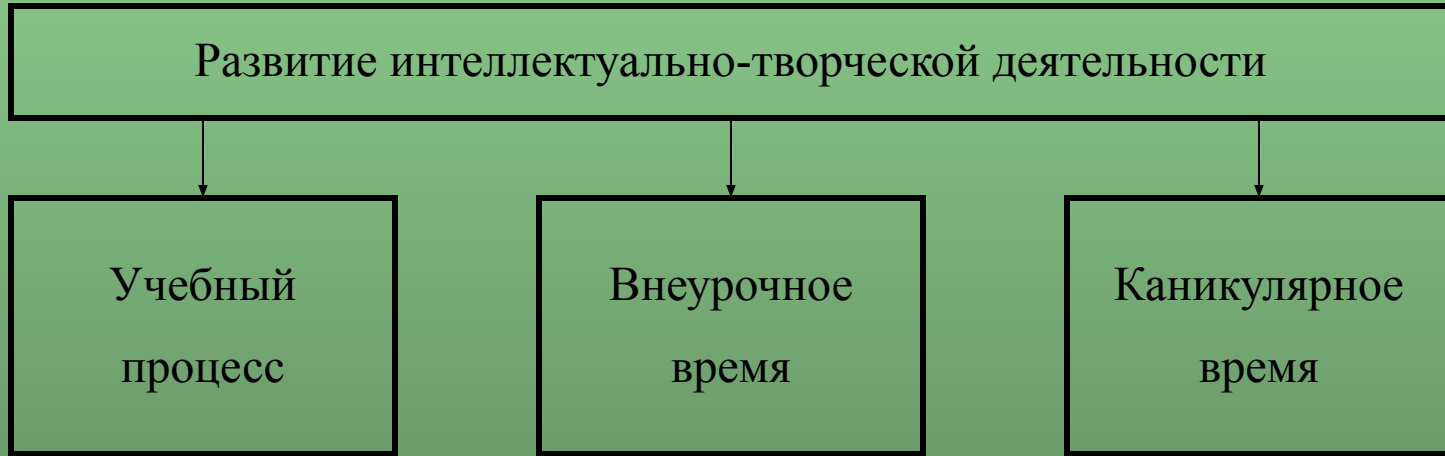 Развитие интеллектуально-творческой деятельности
Учебный
процесс
Внеурочное
время
Каникулярное
время